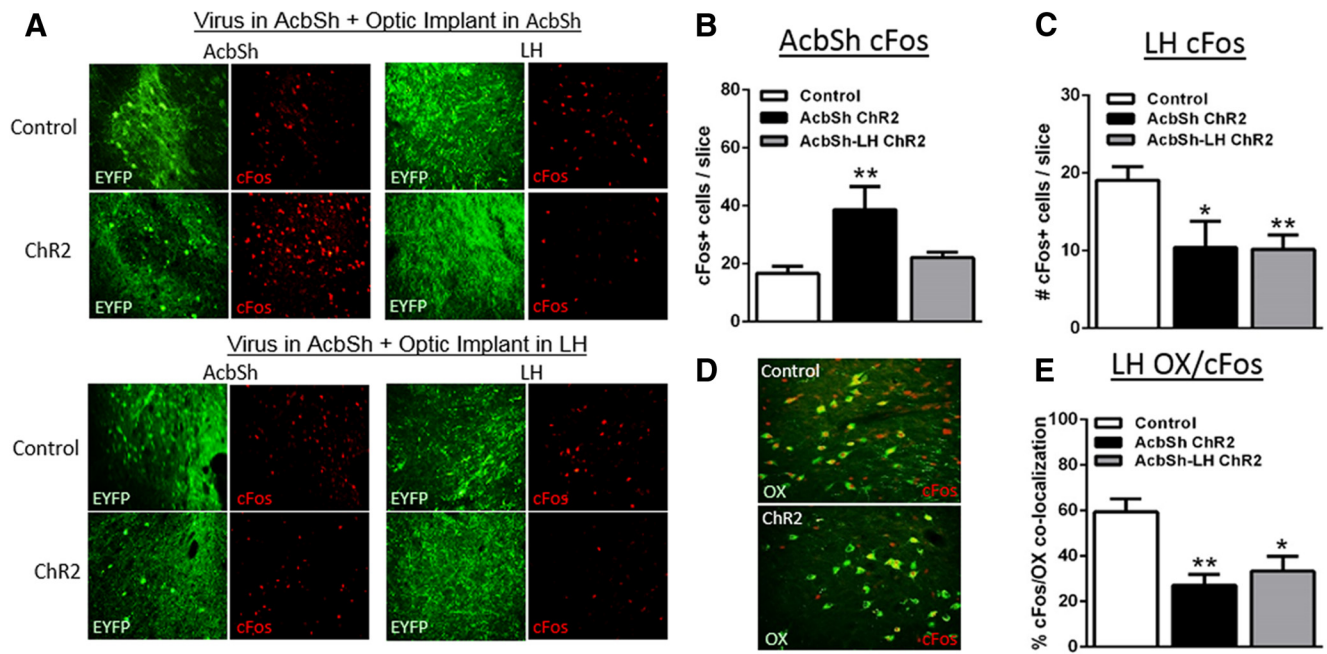 A
Virus in AcbSh + Optic Implant in AcbSh
AcbSh
LH
Control
EYFP
cFos
EYFP
cFos
ChR2
EYFP
cFos
EYFP
cFos
Virus in AcbSh + Optic Implant in LH
AcbSh
LH
Control
EYFP
cFos
EYFP
cFos
ChR2
EYFP
cFos
EYFP
cFos
B
AcbSh cFos
cFos+ cells / slice
80
60
40
20
0
Control
AcbSh ChR2
AcbSh-LH ChR2
**
C
LH cFos
# cFos+ cells / slice
30
20
10
0
Control
AcbSh ChR2
AcbSh-LH ChR2
*
**
D
Control
OX
cFos
ChR2
OX
cFos
E
LH OX/cFos
% cFos/OX co-localization
100
80
60
40
20
0
Control
AcbSh ChR2
AcbSh-LH ChR2
**
*